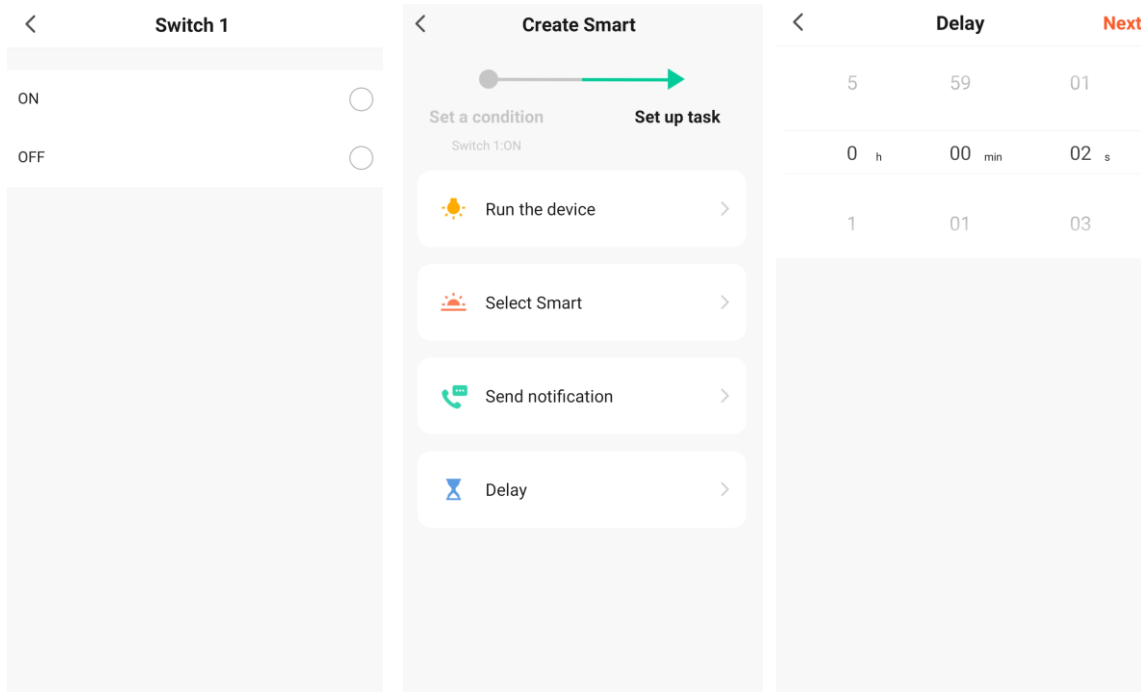 Switch 1
ON
OFF
Create Smart
Set a condition
Set up task
Switch 1:ON
Run the device
Select Smart
Send notification
Delay
Delay
Next
5 59 01
0 h 00 min 02 s
1 01 03